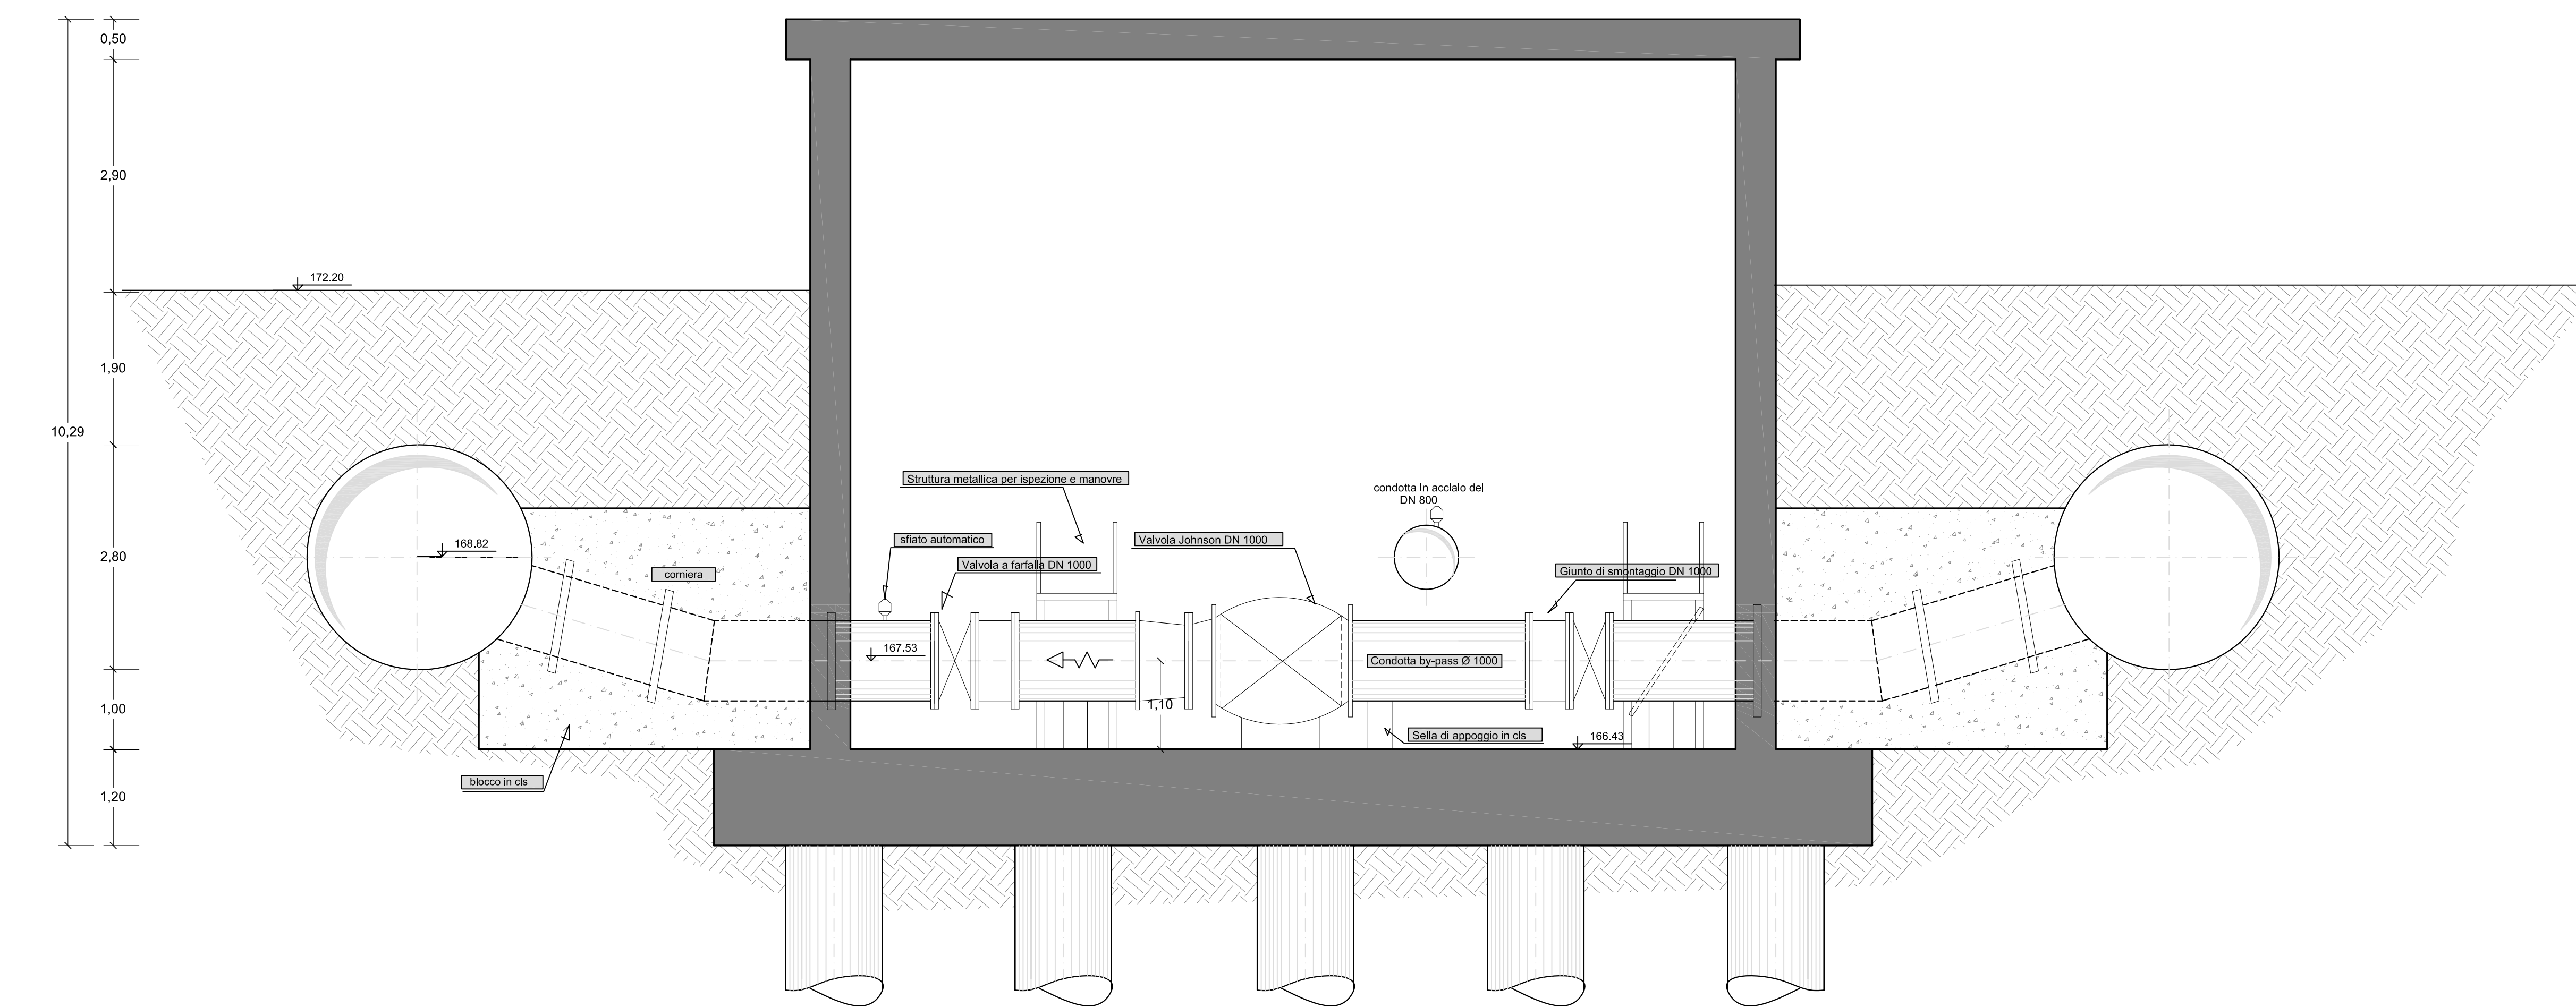 0,50
2,90
172.20
1,90
10,29
Struttura metallica per ispezione e manovre
condotta in acciaio del
DN 800
sfiato automatico
Valvola Johnson DN 1000
168.82
2,80
Valvola a farfalla DN 1000
Giunto di smontaggio DN 1000
corniera
167.53
Condotta by-pass Ø 1000
1,10
1,00
Sella di appoggio in cls
166,43
blocco in cls
1,20